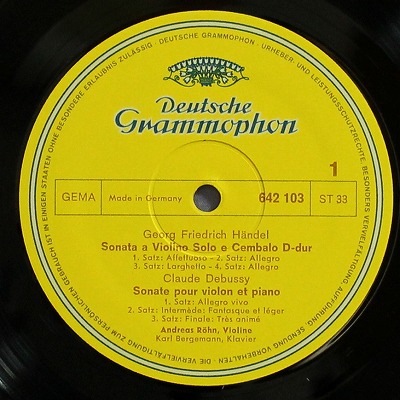 Deutsche
Grammophon
1
GEMA Made in Germany 642 103 ST 33
Georg Friedrich Händel
Sonata a Violino Solo e Cembalo D-dur
1. Satz: Affettuoso - 2. Satz: Allegro
3. Satz: Larghetto - 4. Satz: Allegro
Claude Debussy
Sonate pour violon et piano
1. Satz: Allegro vivo
2. Satz: Intermède: Fantasque et léger
3. Satz: Finale: Très animé
Andreas Röhn, Violine
Karl Bergemann, Klavier
DEUTSCHE GRAMMOPHON · URHEBER- UND LEISTUNGSSCHUTZRECHTE
GEBRAUCH IST IN EINIGEN STAATEN OHNE BESONDERE ERLAUBNIS ZULÄSSIG ·
VORBEHALTEN · DIE VERVIELFÄLTIGUNG ZUM PERSÖNLICHEN